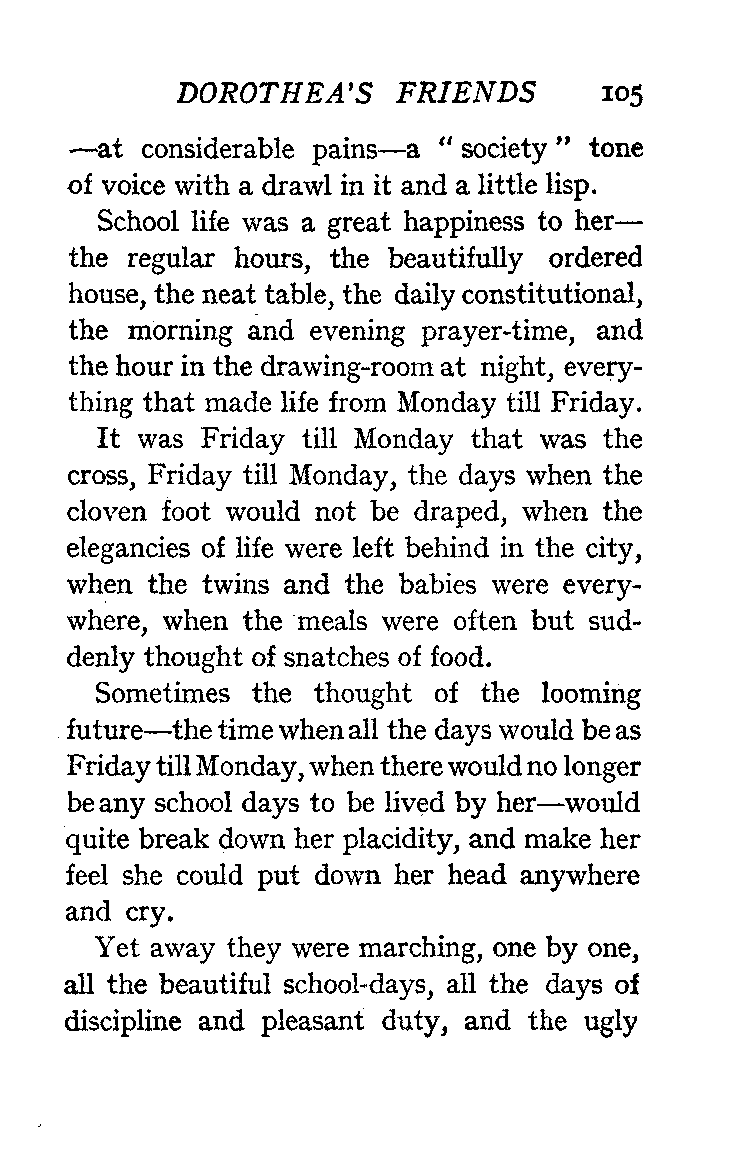 DOROTHEA'S FRIENDS 105
—at considerable pains—a " society " tone
of voice with a drawl in it and a little lisp.
School life was a great happiness to her—
the regular hours, the beautifully ordered
house, the neat table, the daily constitutional,
the morning and evening prayer-time, and
the hour in the drawing-room at night, every-
thing that made life from Monday till Friday.
It was Friday till Monday that was the
cross, Friday till Monday, the days when the
cloven foot would not be draped, when the
elegancies of life were left behind in the city,
when the twins and the babies were every-
where, when the meals were often but sud-
denly thought of snatches of food.
Sometimes the thought of the looming
future—the time when all the days would be as
Friday till Monday, when there would no longer
be any school days to be lived by her—would
quite break down her placidity, and make her
feel she could put down her head anywhere
and cry.
Yet away they were marching, one by one,
all the beautiful school-days, all the days of
discipline and pleasant duty, and the ugly